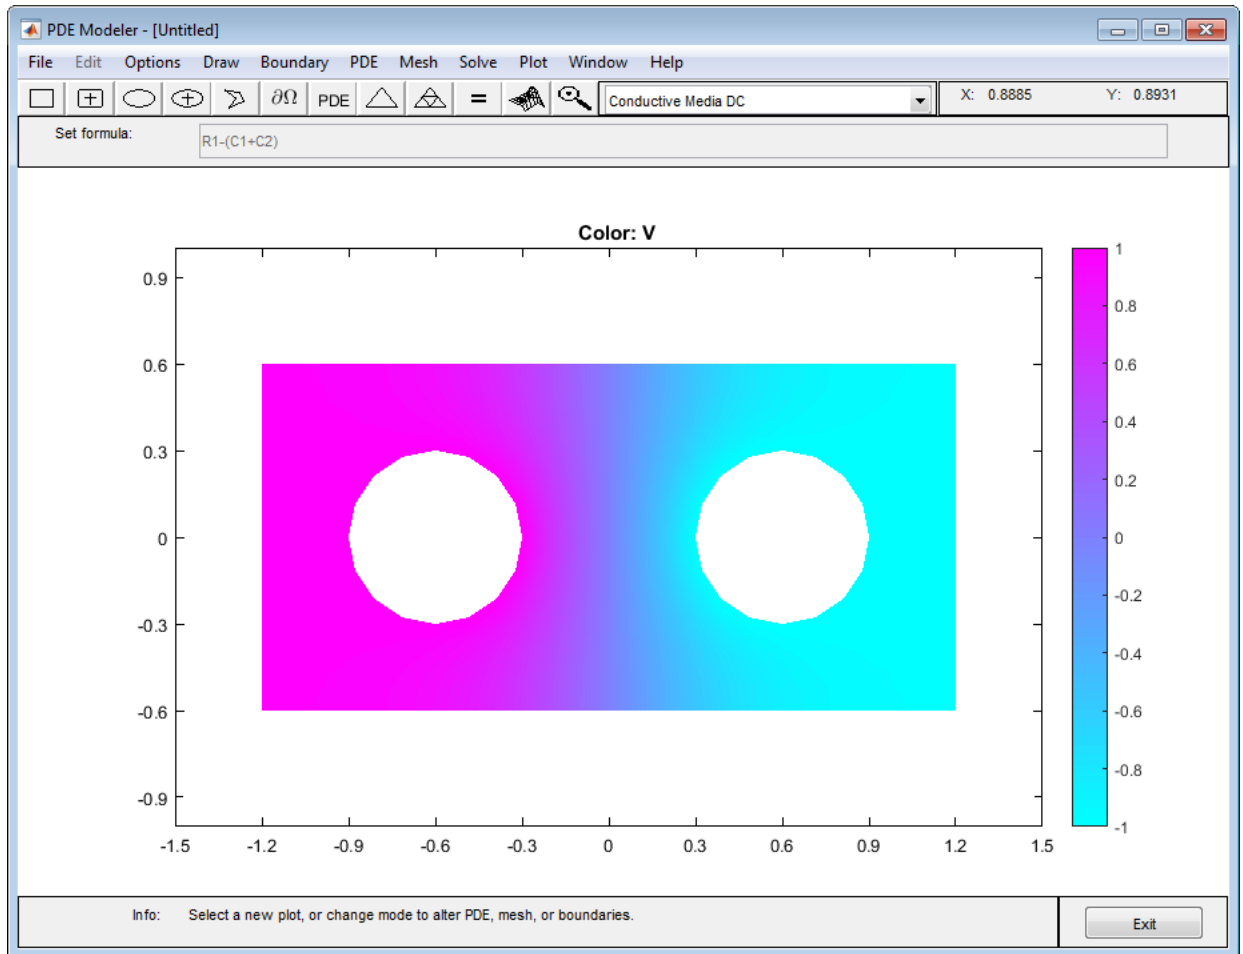 PDE Modeler - [Untitled]
File Edit Options Draw Boundary PDE Mesh Solve Plot Window Help
∂Ω PDE = Conductive Media DC X: 0.8885 Y: 0.8931
Set formula: R1-(C1+C2)
Color: V
0.9
0.6
0.3
0
-0.3
-0.6
-0.9
-1.5 -1.2 -0.9 -0.6 -0.3 0 0.3 0.6 0.9 1.2 1.5
1
0.8
0.6
0.4
0.2
0
-0.2
-0.4
-0.6
-0.8
-1
Info: Select a new plot, or change mode to alter PDE, mesh, or boundaries.
Exit